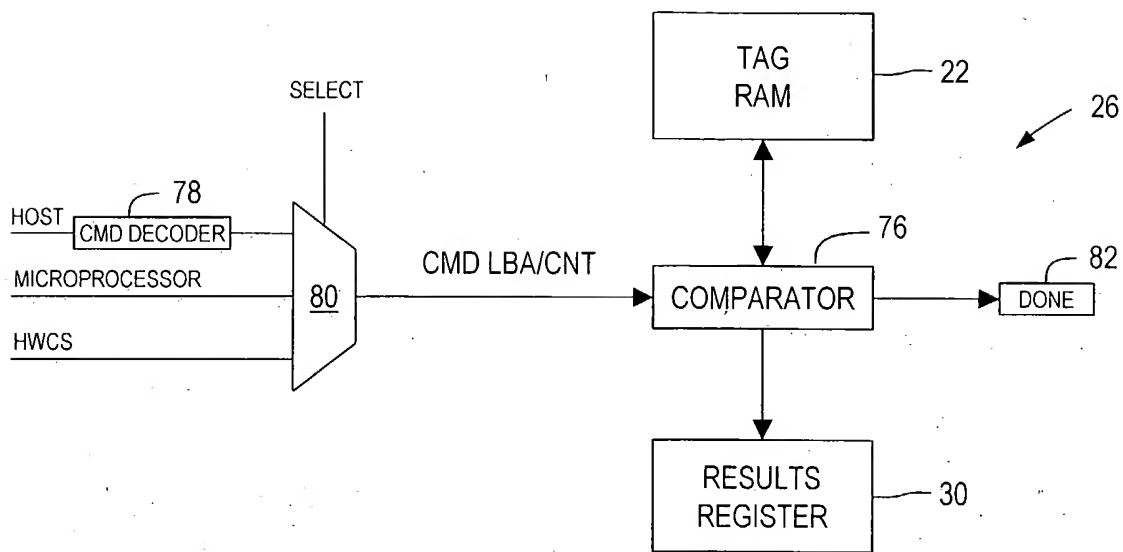 TAG
RAM
22
26
SELECT
78
HOST
CMD DECODER
76
82
CMD LBA/CNT
MICROPROCESSOR
80
COMPARATOR
DONE
HWCS
RESULTS
REGISTER
30